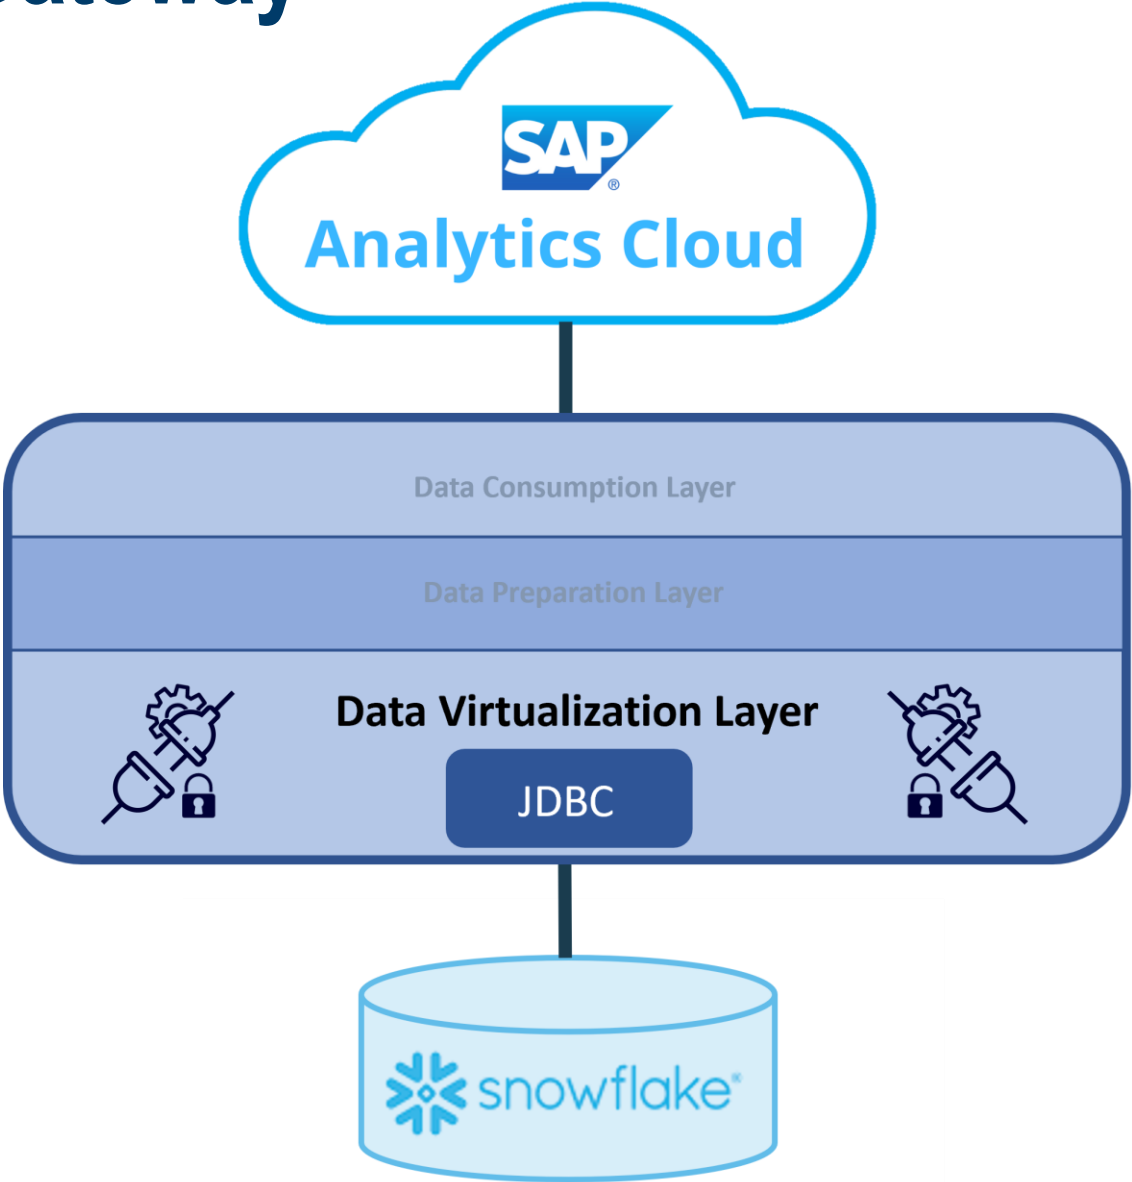 SAP
®
Analytics Cloud
Data Consumption Layer
Data Preparation Layer
Data Virtualization Layer
JDBC
snowflake®